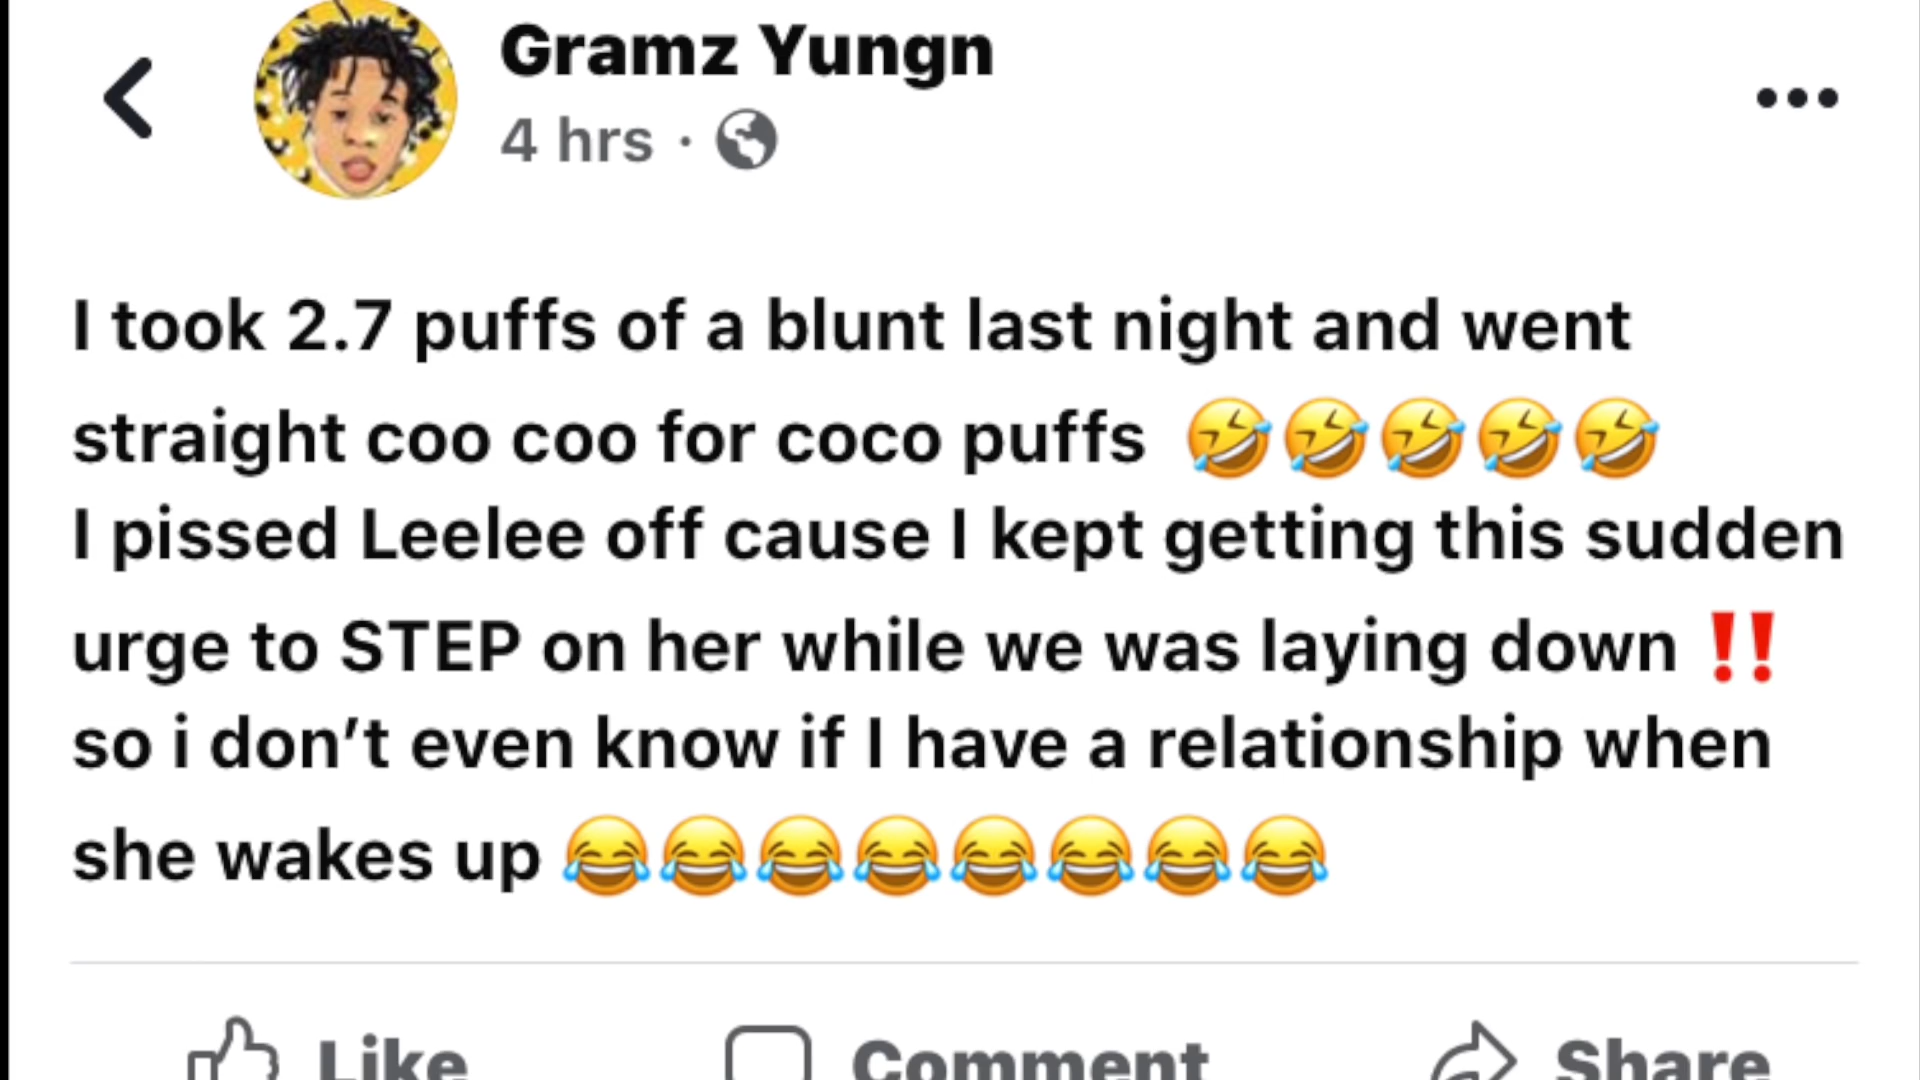 Gramz Yungn
4 hrs ·
I took 2.7 puffs of a blunt last night and went
straight coo coo for coco puffs 🤣🤣🤣🤣🤣
I pissed Leelee off cause I kept getting this sudden
urge to STEP on her while we was laying down ‼️
so i don’t even know if I have a relationship when
she wakes up 😂😂😂😂😂😂😂😂
Like Comment Share